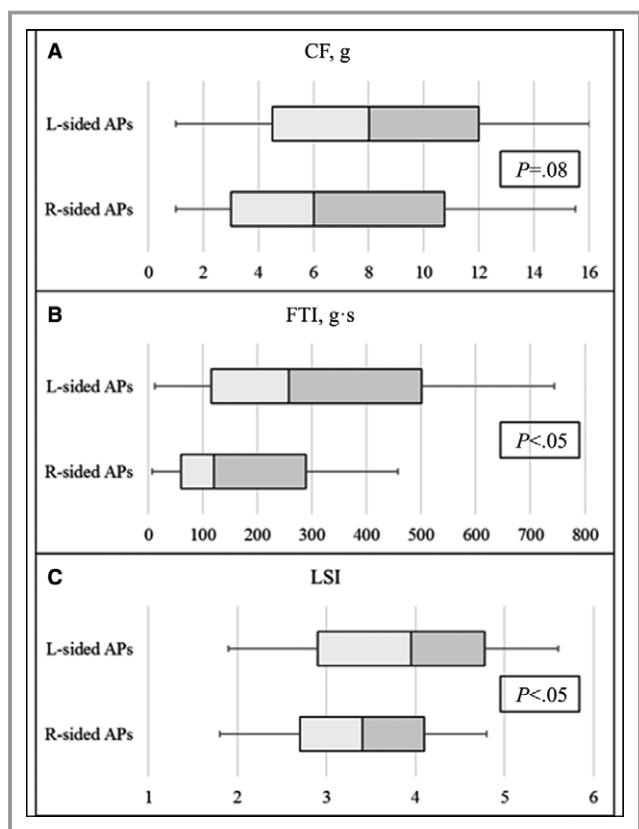 A
CF, g
L-sided APs
P=.08
R-sided APs
0 2 4 6 8 10 12 14 16
B
FTI, g·s
L-sided APs
P<.05
R-sided APs
0 100 200 300 400 500 600 700 800
C
LSI
L-sided APs
P<.05
R-sided APs
1 2 3 4 5 6